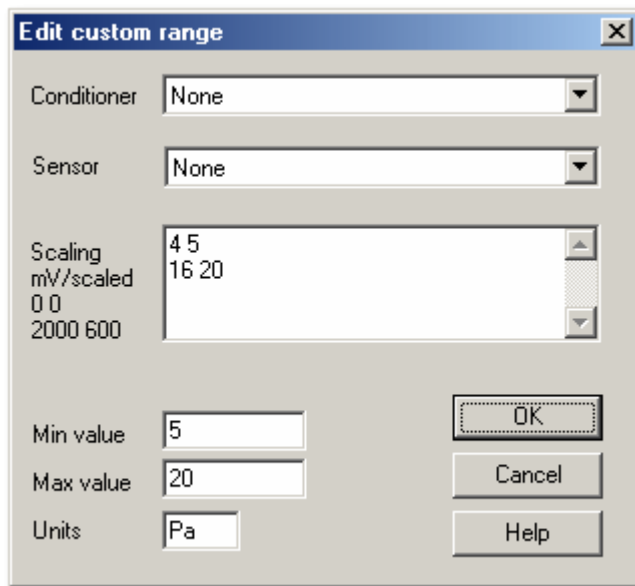 Edit custom range
Conditioner None
Sensor None
Scaling
mV/scaled
0 0
2000 600
4 5
16 20
Min value 5
Max value 20
Units Pa
OK
Cancel
Help